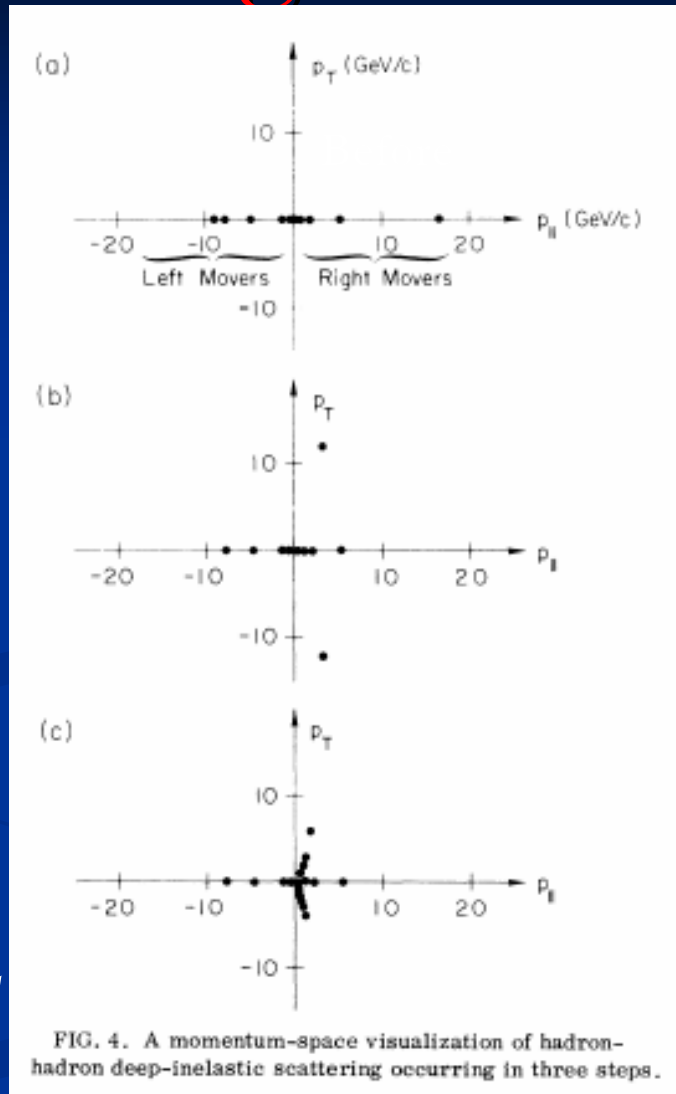 (a)
p_T (GeV/c)
10
-20 -10 10 20 p_∥ (GeV/c)
Left Movers Right Movers
-10
(b)
p_T
10
-20 -10 10 20 p_∥
-10
(c)
p_T
10
-20 -10 10 20 p_∥
-10
FIG. 4. A momentum-space visualization of hadron-
hadron deep-inelastic scattering occurring in three steps.